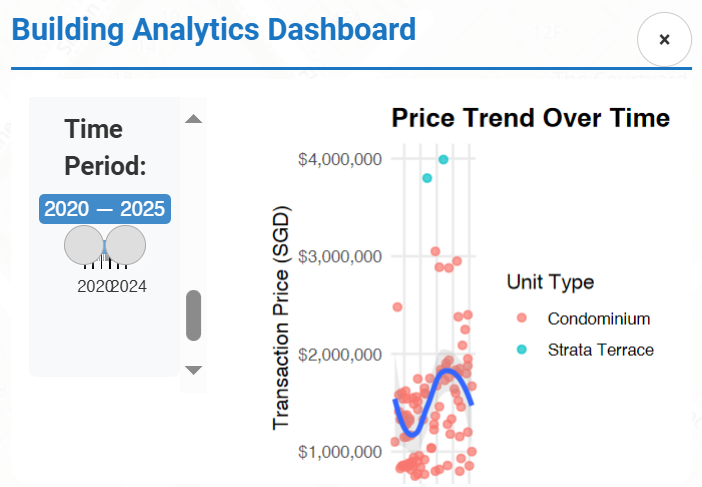 Building Analytics Dashboard
×
Time
Period:
2020 — 2025
2020
2024
Price Trend Over Time
Transaction Price (SGD)
$4,000,000
$3,000,000
$2,000,000
$1,000,000
Unit Type
Condominium
Strata Terrace